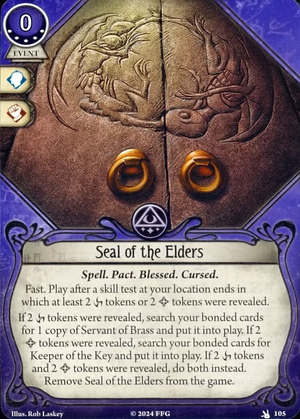 0
EVENT
Seal of the Elders
Spell. Pact. Blessed. Cursed.
Fast. Play after a skill test at your location ends in
which at least 2 tokens or 2 tokens were revealed.
If 2 tokens were revealed, search your bonded cards
for 1 copy of Servant of Brass and put it into play. If 2
tokens were revealed, search your bonded cards for
Keeper of the Key and put it into play. If 2 tokens
and 2 tokens were revealed, do both instead.
Remove Seal of the Elders from the game.
Illus. Rob Laskey
© 2024 FFG
105